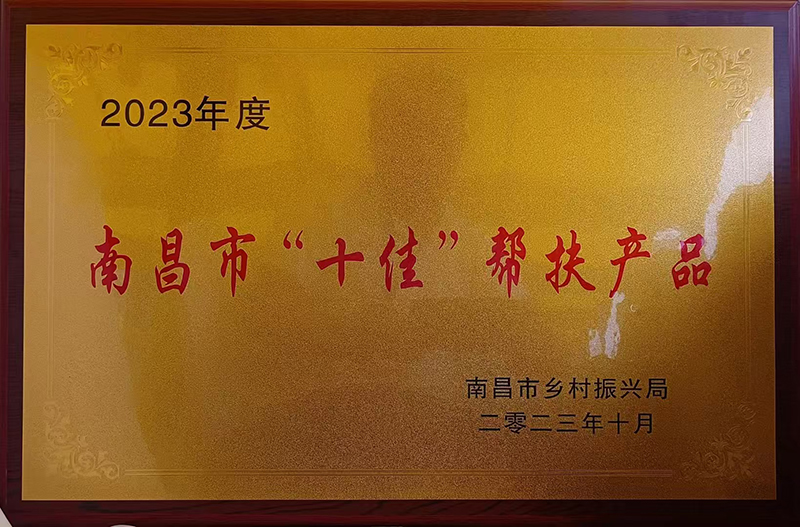 2023年度
南昌市“十佳”帮扶产品
南昌市乡村振兴局
二零二三年十月